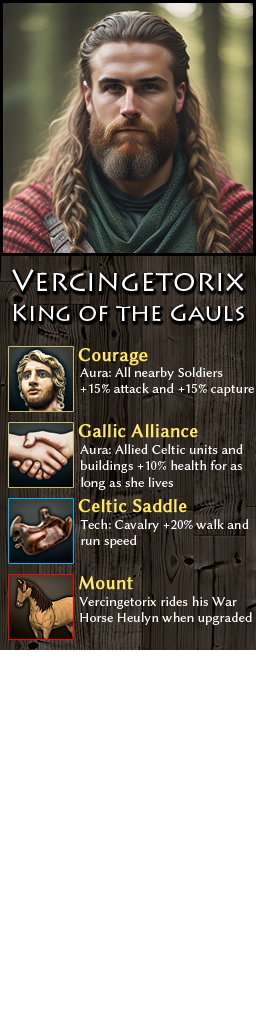 Vercingetorix
King of the Gauls
Courage
Aura: All nearby Soldiers
+15% attack and +15% capture
Gallic Alliance
Aura: Allied Celtic units and
buildings +10% health for as
long as she lives
Celtic Saddle
Tech: Cavalry +20% walk and
run speed
Mount
Vercingetorix rides his War
Horse Heulyn when upgraded